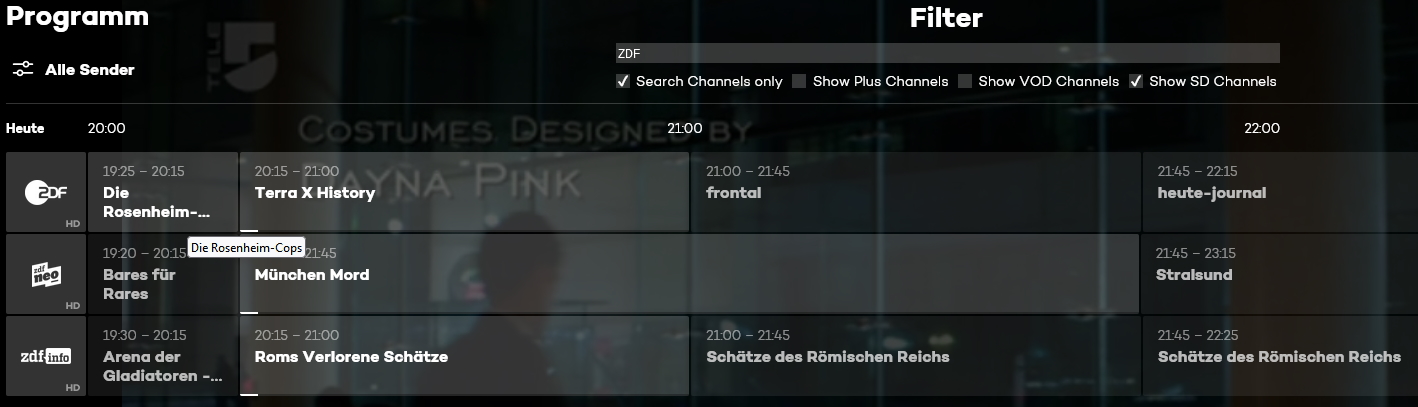 Programm
Filter
TELE 5
ZDF
Alle Sender
Search Channels only
Show Plus Channels
Show VOD Channels
Show SD Channels
Heute
20:00
21:00
22:00
COSTUMES DESIGNED BY
DAYNA PINK
ZDF
HD
19:25 – 20:15
Die
Rosenheim-...
20:15 – 21:00
Terra X History
21:00 – 21:45
frontal
21:45 – 22:15
heute-journal
Die Rosenheim-Cops
zdf
neo
HD
19:20 – 20:15
Bares für
Rares
21:45
München Mord
21:45 – 23:15
Stralsund
zdf info
HD
19:30 – 20:15
Arena der
Gladiatoren -...
20:15 – 21:00
Roms Verlorene Schätze
21:00 – 21:45
Schätze des Römischen Reichs
21:45 – 22:25
Schätze des Römischen Reichs